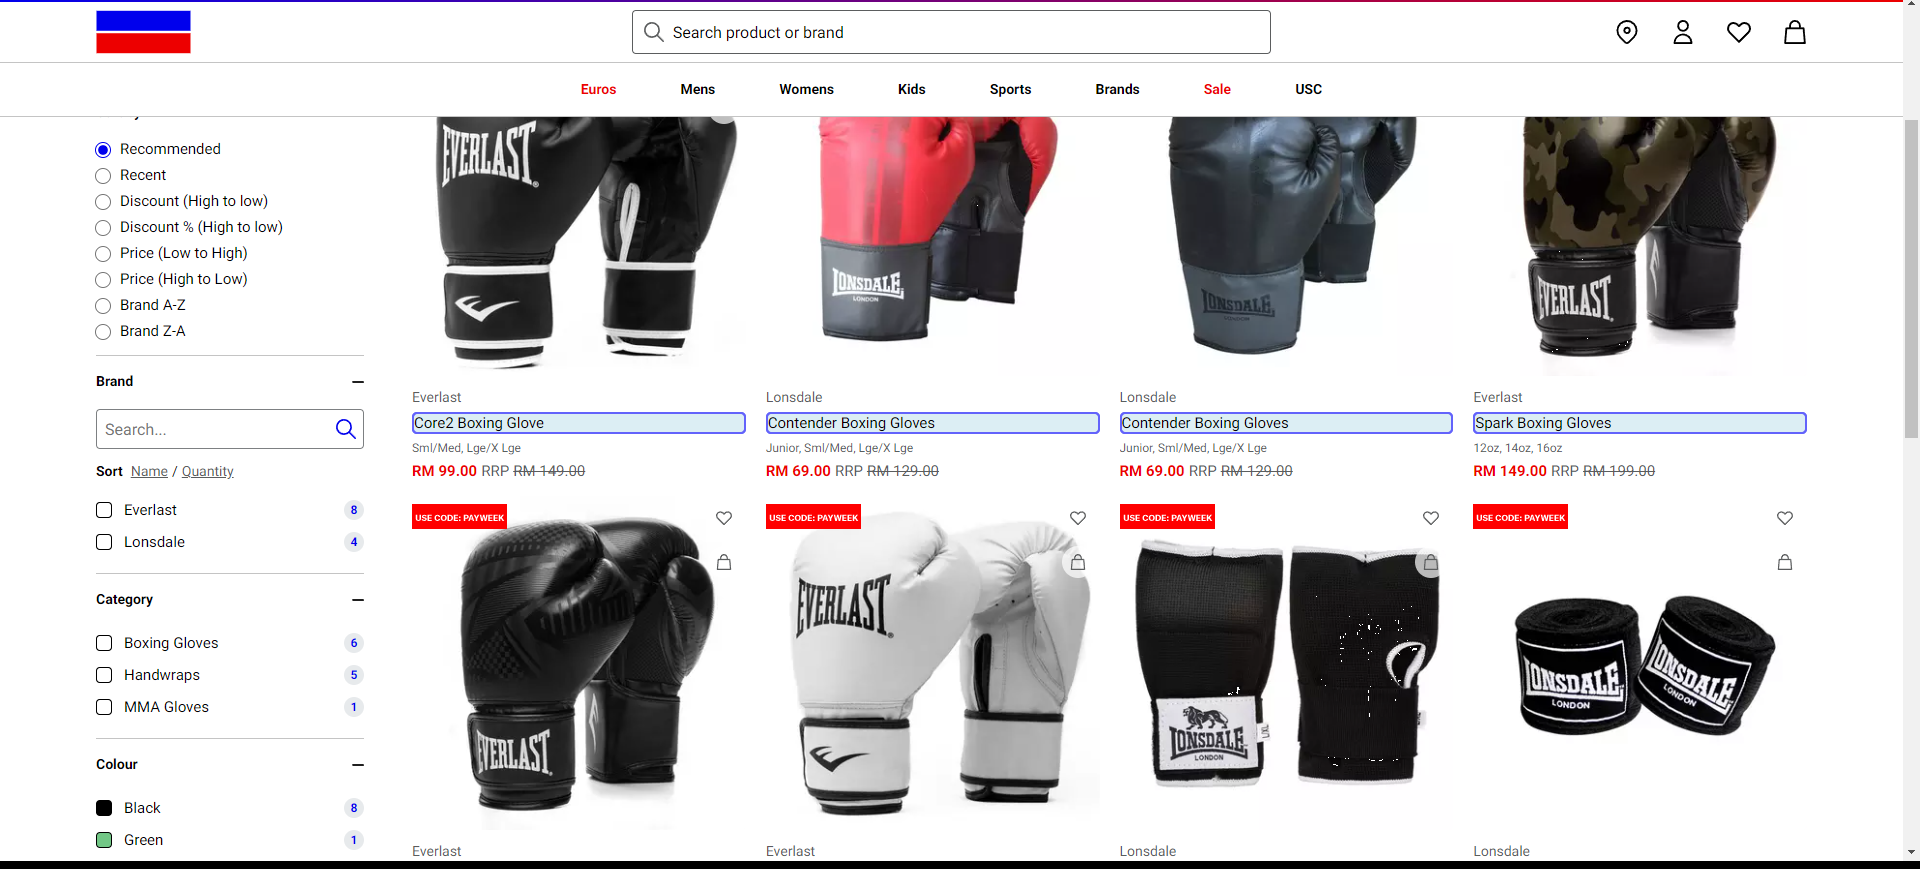 Search product or brand
Euros Mens Womens Kids Sports Brands Sale USC
Recommended
Recent
Discount (High to low)
Discount % (High to low)
Price (Low to High)
Price (High to Low)
Brand A-Z
Brand Z-A
Brand
Search...
Sort Name / Quantity
Everlast 8
Lonsdale 4
Category
Boxing Gloves 6
Handwraps 5
MMA Gloves 1
Colour
Black 8
Green 1
EVERLAST
Everlast
Core2 Boxing Glove
Sml/Med, Lge/X Lge
RM 99.00 RRP RM 149.00
LONSDALE
LONDON
Lonsdale
Contender Boxing Gloves
Junior, Sml/Med, Lge/X Lge
RM 69.00 RRP RM 129.00
LONSDALE
LONDON
Lonsdale
Contender Boxing Gloves
Junior, Sml/Med, Lge/X Lge
RM 69.00 RRP RM 129.00
EVERLAST
Everlast
Spark Boxing Gloves
12oz, 14oz, 16oz
RM 149.00 RRP RM 199.00
USE CODE: PAYWEEK
EVERLAST
Everlast
USE CODE: PAYWEEK
EVERLAST
Everlast
USE CODE: PAYWEEK
LONSDALE
LONDON
Lonsdale
USE CODE: PAYWEEK
LONSDALE
LONDON
LONSDALE
LONDON
Lonsdale